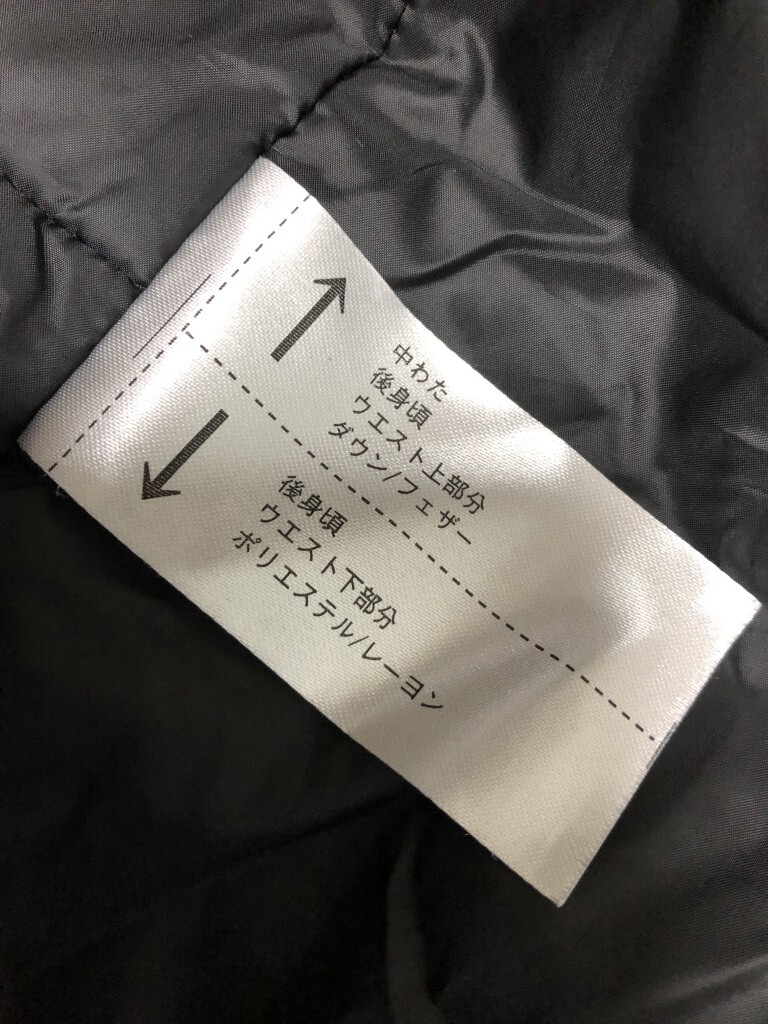 中わた
後身頃
ウエスト上部分
ダウン/フェザー
後身頃
ウエスト下部分
ポリエステル/レーヨン